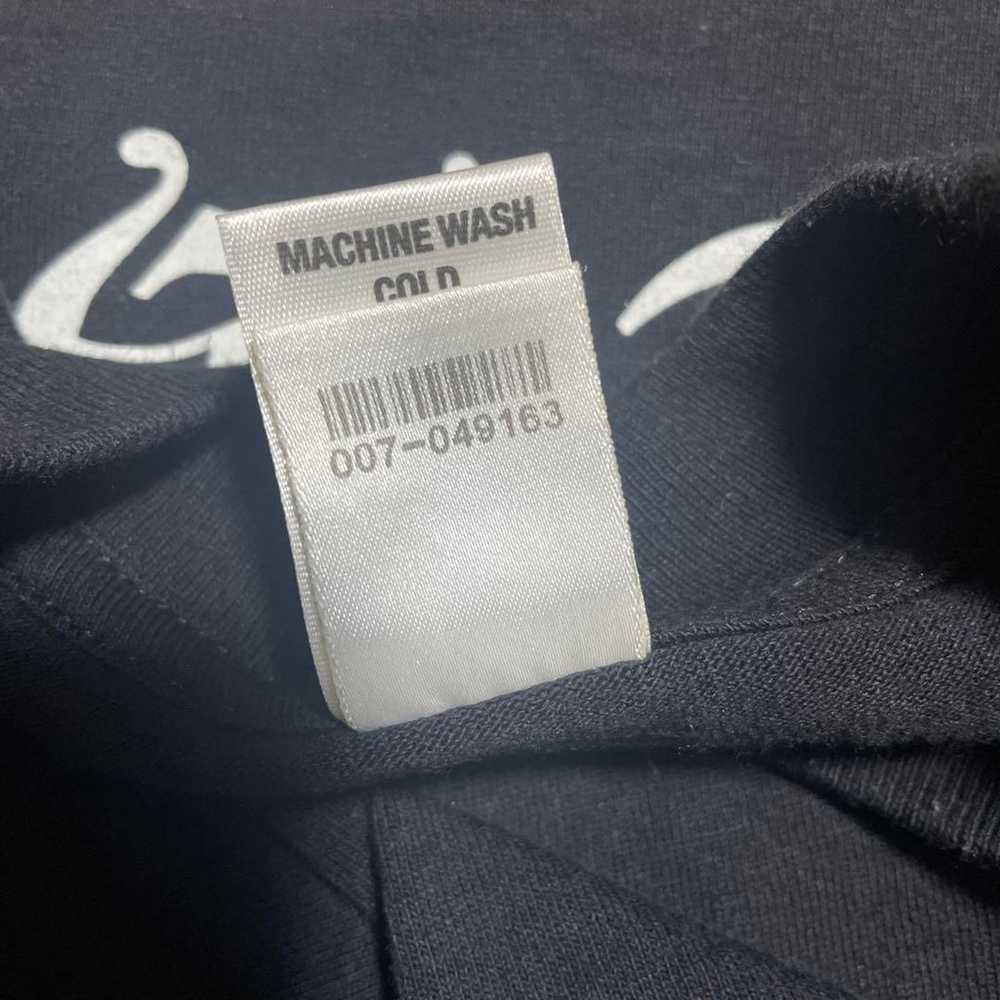 MACHINE WASH
COLD
007-049163